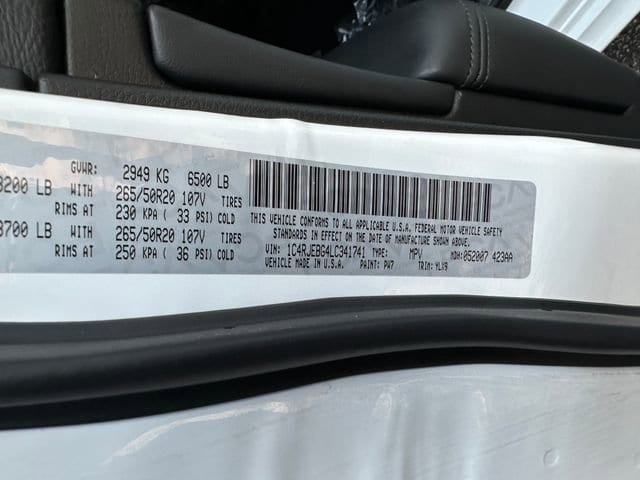 GVWR: 2949 KG 6500 LB
3200 LB WITH 265/50R20 107V TIRES
RIMS AT 230 KPA ( 33 PSI) COLD
3700 LB WITH 265/50R20 107V TIRES
RIMS AT 250 KPA ( 36 PSI) COLD
THIS VEHICLE CONFORMS TO ALL APPLICABLE U.S.A. FEDERAL MOTOR VEHICLE SAFETY
STANDARDS IN EFFECT ON THE DATE OF MANUFACTURE SHOWN ABOVE.
VIN: 1C4RJEBG4LC341741 TYPE: MPV MDH:052007 423AA
VEHICLE MADE IN U.S.A. PAINT: PW7 TRIM: YLX9